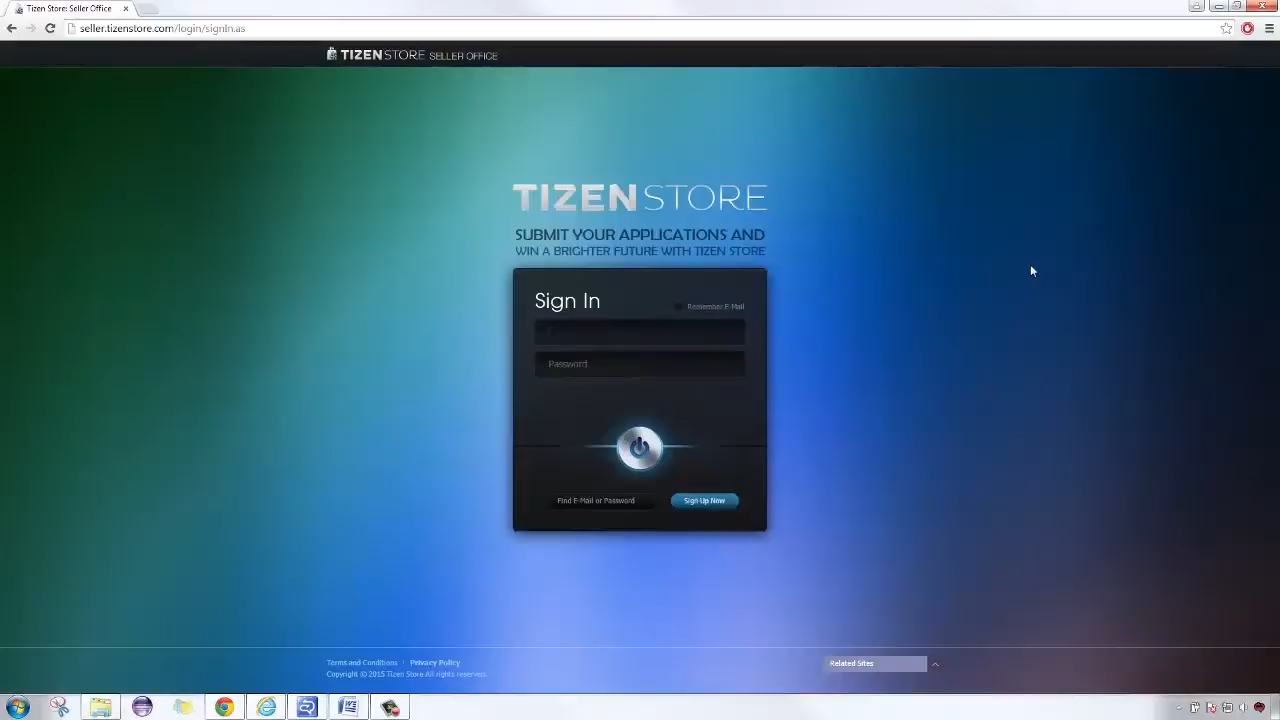 Tizen Store: Seller Office
seller.tizenstore.com/login/signIn.as
TIZEN STORE SELLER OFFICE
TIZEN STORE
SUBMIT YOUR APPLICATIONS AND
WIN A BRIGHTER FUTURE WITH TIZEN STORE
Sign In
Remember E-Mail
Password
Find E-Mail or Password
Sign Up Now
Terms and Conditions | Privacy Policy
Related Sites
Copyright © 2015 Tizen Store All rights reserved.